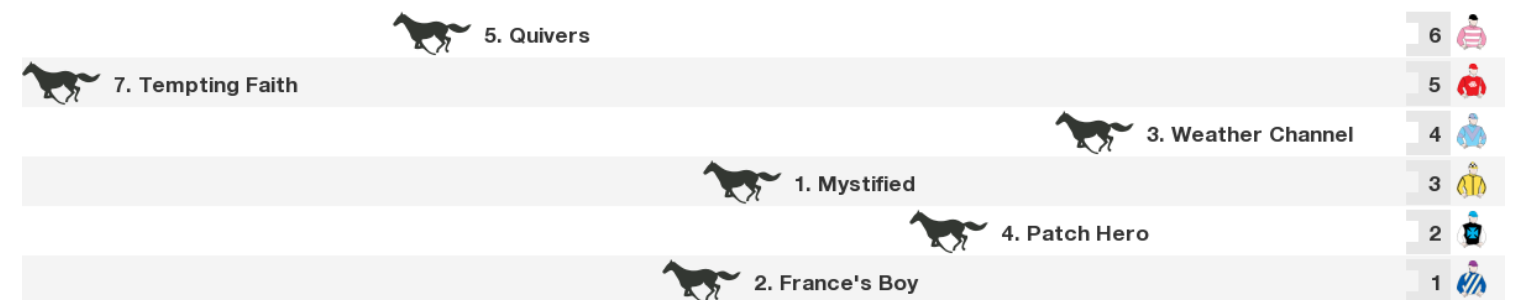 5. Quivers 6
7. Tempting Faith 5
3. Weather Channel 4
1. Mystified 3
4. Patch Hero 2
2. France's Boy 1